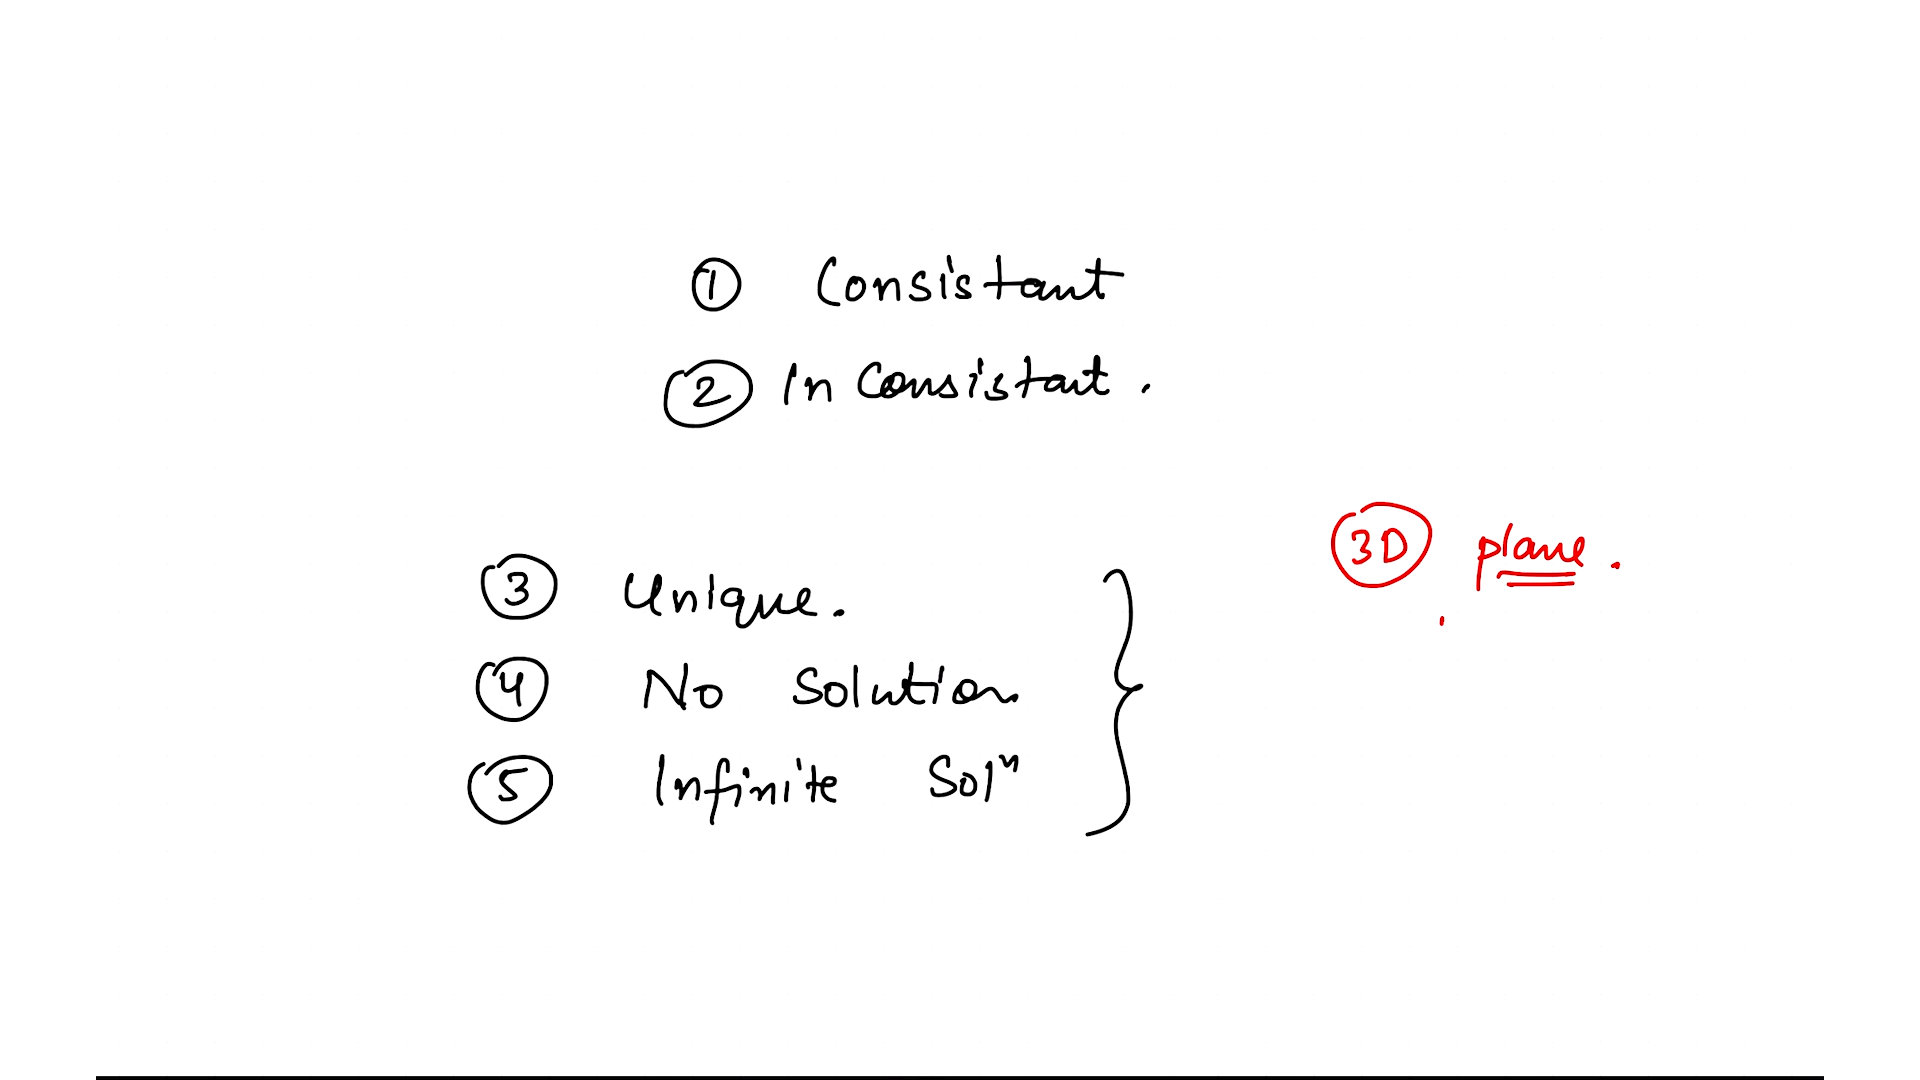 ① Consistant
② In Consistant.
③ Unique.
3D plane.
④ No Solution
⑤ Infinite Solⁿ